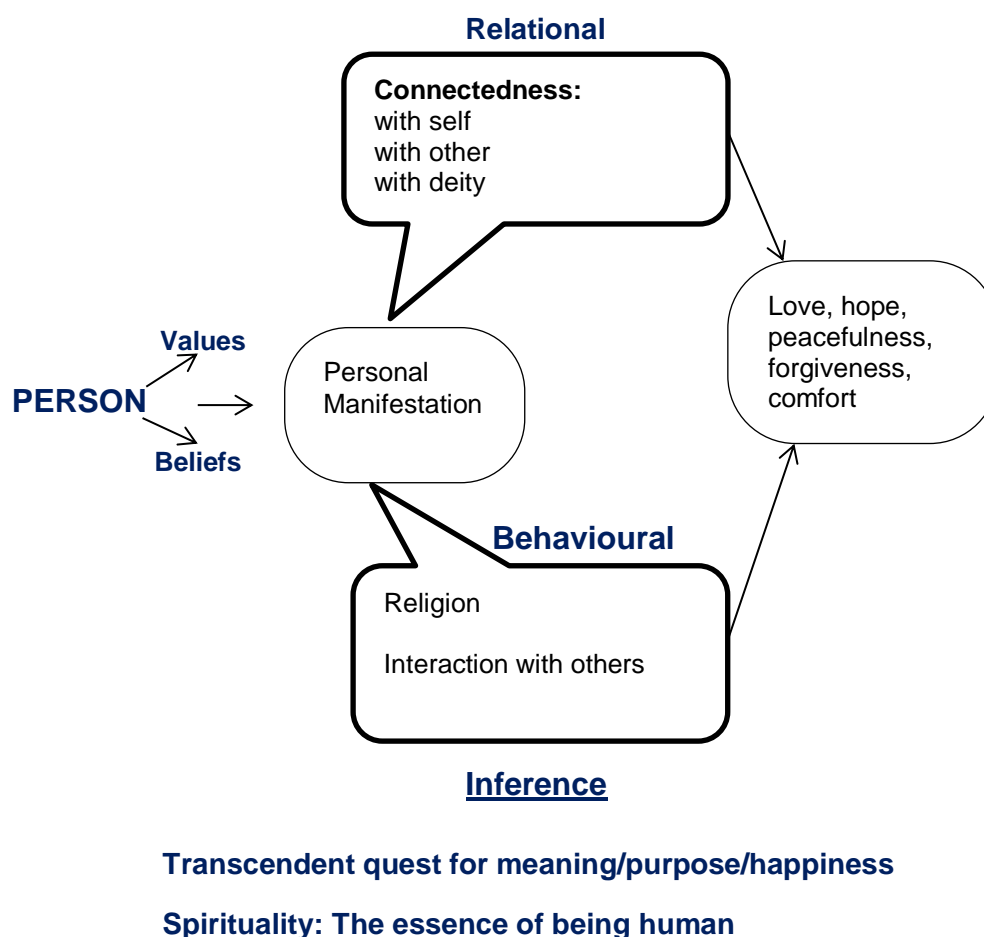 Relational
Connectedness:
with self
with other
with deity
Love, hope,
peacefulness,
forgiveness,
comfort
Values
PERSON
Beliefs
Personal
Manifestation
Behavioural
Religion
Interaction with others
Inference
Transcendent quest for meaning/purpose/happiness
Spirituality: The essence of being human